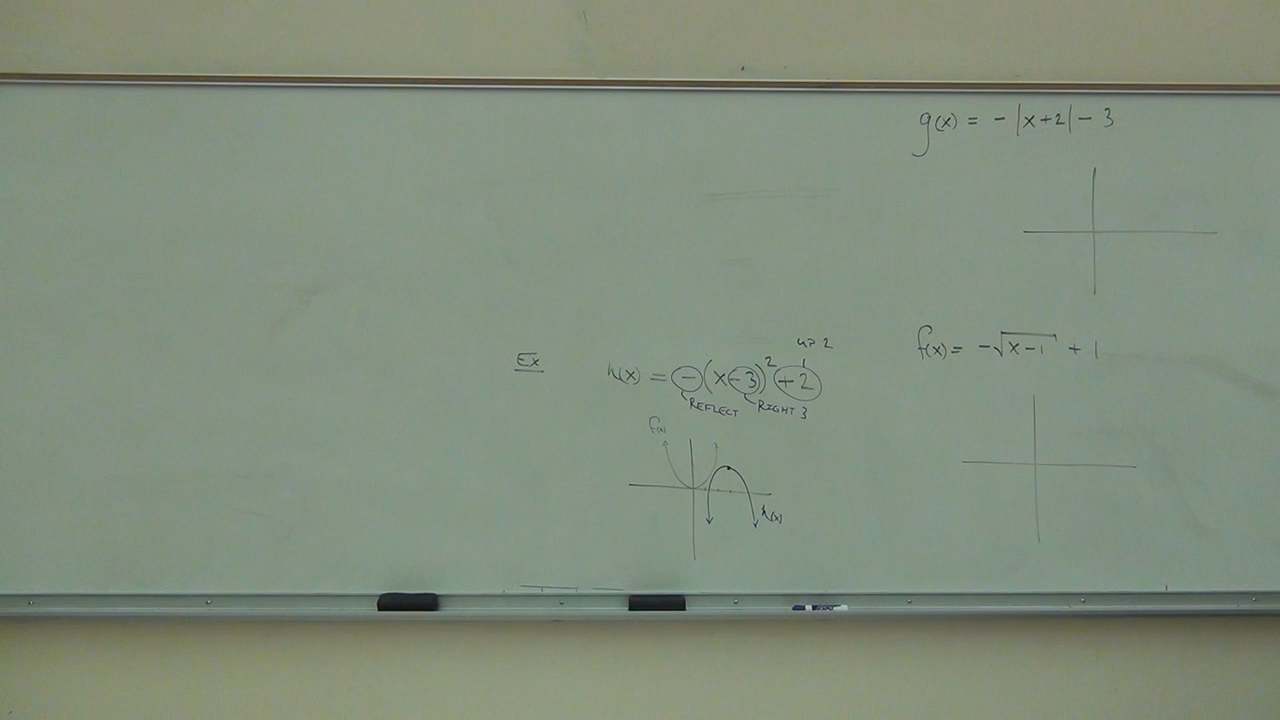 g(x) = -|x+2| - 3
Ex
up 2
h(x) = -(x-3)²+2
REFLECT RIGHT 3
f(x)
h(x)
f(x) = -√x-1 + 1